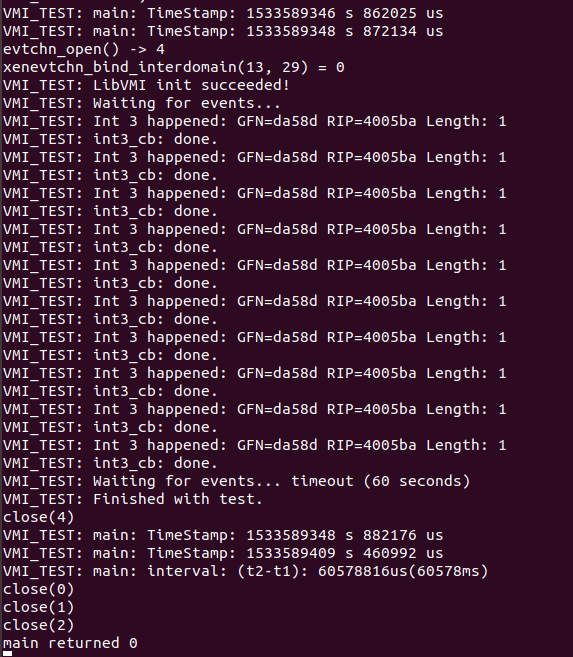 VMI_TEST: main: TimeStamp: 1533589346 s 862025 us
VMI_TEST: main: TimeStamp: 1533589348 s 872134 us
evtchn_open() -> 4
xenevtchn_bind_interdomain(13, 29) = 0
VMI_TEST: LibVMI init succeeded!
VMI_TEST: Waiting for events...
VMI_TEST: Int 3 happened: GFN=da58d RIP=4005ba Length: 1
VMI_TEST: int3_cb: done.
VMI_TEST: Int 3 happened: GFN=da58d RIP=4005ba Length: 1
VMI_TEST: int3_cb: done.
VMI_TEST: Int 3 happened: GFN=da58d RIP=4005ba Length: 1
VMI_TEST: int3_cb: done.
VMI_TEST: Int 3 happened: GFN=da58d RIP=4005ba Length: 1
VMI_TEST: int3_cb: done.
VMI_TEST: Int 3 happened: GFN=da58d RIP=4005ba Length: 1
VMI_TEST: int3_cb: done.
VMI_TEST: Int 3 happened: GFN=da58d RIP=4005ba Length: 1
VMI_TEST: int3_cb: done.
VMI_TEST: Int 3 happened: GFN=da58d RIP=4005ba Length: 1
VMI_TEST: int3_cb: done.
VMI_TEST: Int 3 happened: GFN=da58d RIP=4005ba Length: 1
VMI_TEST: int3_cb: done.
VMI_TEST: Int 3 happened: GFN=da58d RIP=4005ba Length: 1
VMI_TEST: int3_cb: done.
VMI_TEST: Int 3 happened: GFN=da58d RIP=4005ba Length: 1
VMI_TEST: int3_cb: done.
VMI_TEST: Waiting for events... timeout (60 seconds)
VMI_TEST: Finished with test.
close(4)
VMI_TEST: main: TimeStamp: 1533589348 s 882176 us
VMI_TEST: main: TimeStamp: 1533589409 s 460992 us
VMI_TEST: main: interval: (t2-t1): 60578816us(60578ms)
close(0)
close(1)
close(2)
main returned 0